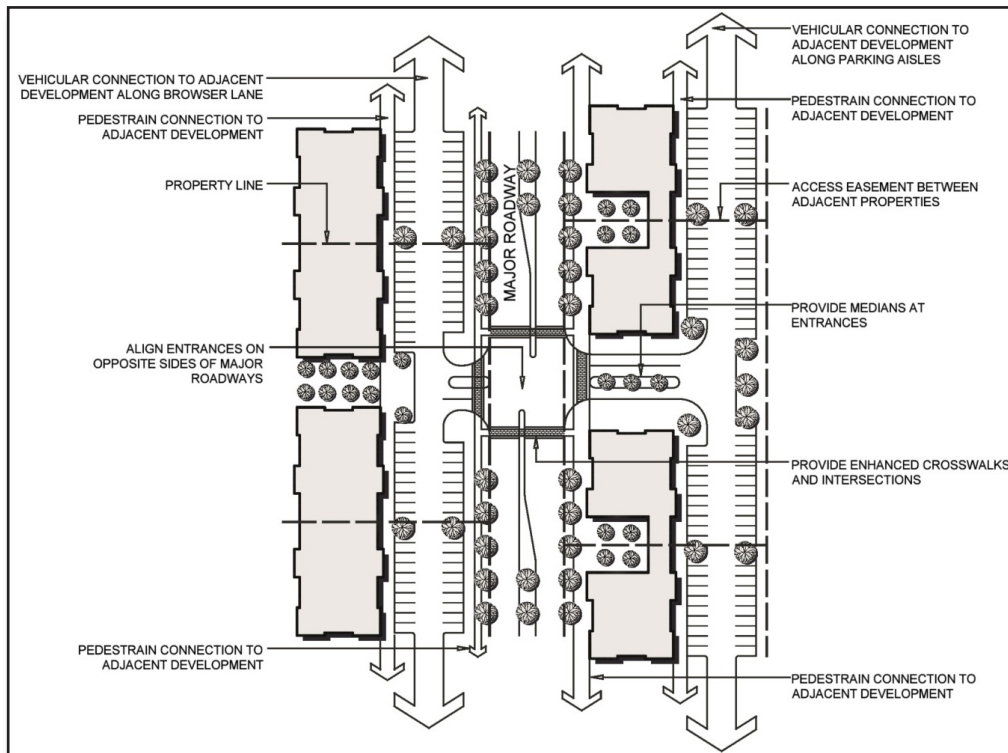 VEHICULAR CONNECTION TO
ADJACENT DEVELOPMENT
ALONG PARKING AISLES
VEHICULAR CONNECTION TO ADJACENT
DEVELOPMENT ALONG BROWSER LANE
PEDESTRAIN CONNECTION TO
ADJACENT DEVELOPMENT
PEDESTRAIN CONNECTION TO
ADJACENT DEVELOPMENT
PROPERTY LINE
MAJOR ROADWAY
ACCESS EASEMENT BETWEEN
ADJACENT PROPERTIES
PROVIDE MEDIANS AT
ENTRANCES
ALIGN ENTRANCES ON
OPPOSITE SIDES OF MAJOR
ROADWAYS
PROVIDE ENHANCED CROSSWALKS
AND INTERSECTIONS
PEDESTRAIN CONNECTION TO
ADJACENT DEVELOPMENT
PEDESTRAIN CONNECTION TO
ADJACENT DEVELOPMENT